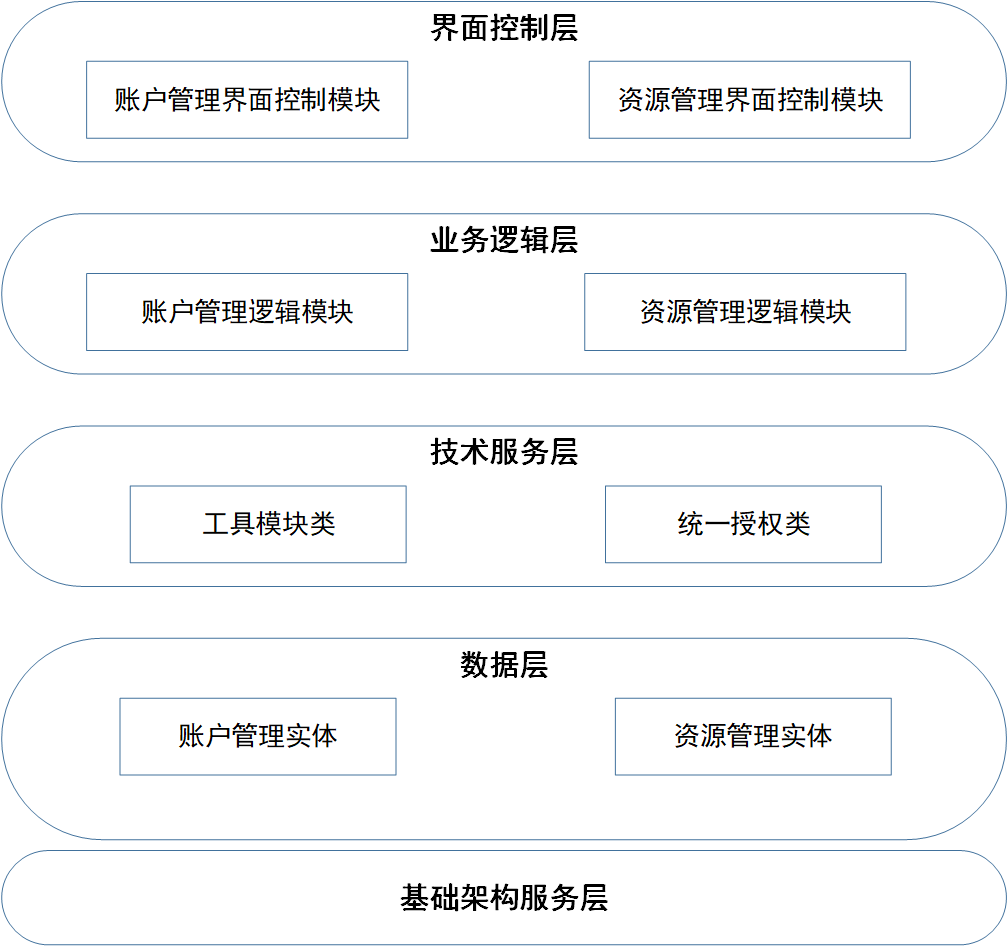 界面控制层
账户管理界面控制模块
资源管理界面控制模块
业务逻辑层
账户管理逻辑模块
资源管理逻辑模块
技术服务层
工具模块类
统一授权类
数据层
账户管理实体
资源管理实体
基础架构服务层